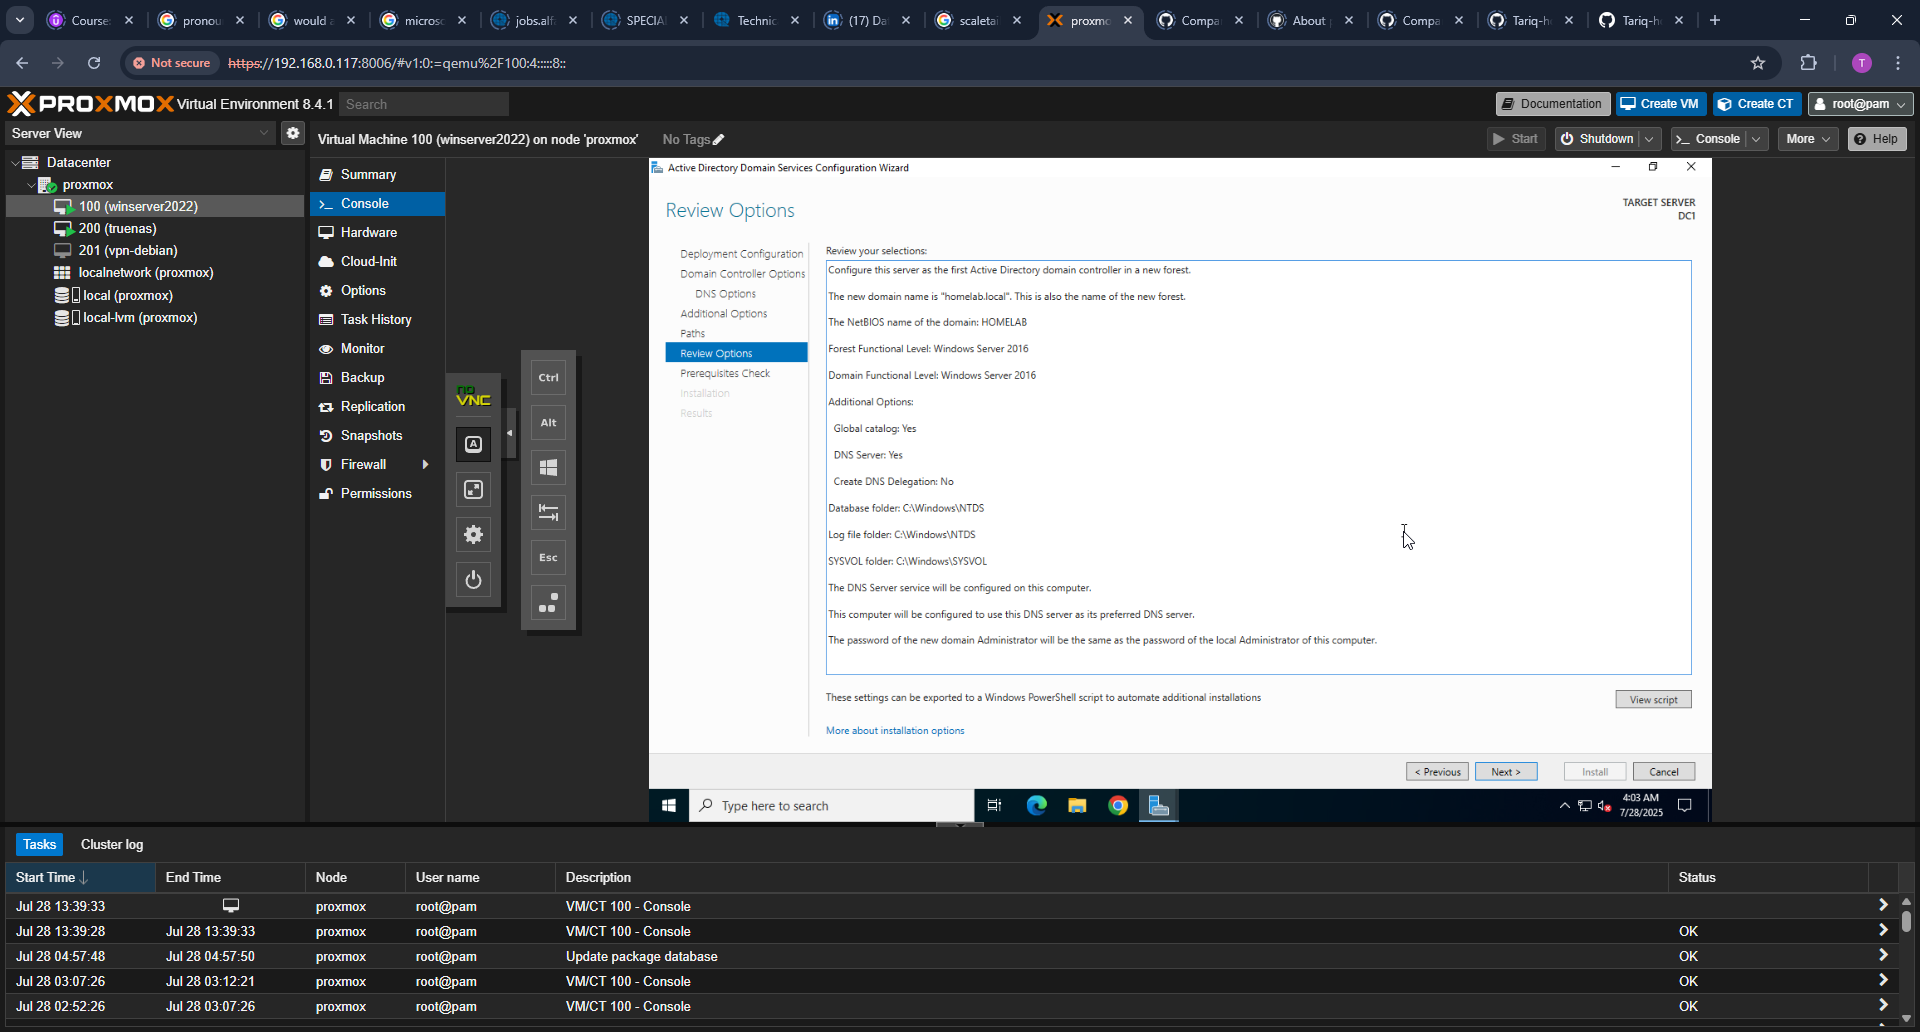 Course
pronou
would a
microso
jobs.alfa
SPECIAL
Technic
(17) Da
scaletai
proxmo
Compa
About
Compa
Tariq-h
Tariq-h
Not secure
https://192.168.0.117:8006/#v1:0:=qemu%2F100:4:::::8::
T
PROXMOX Virtual Environment 8.4.1
Search
Documentation
Create VM
Create CT
root@pam
Server View
Virtual Machine 100 (winserver2022) on node 'proxmox'
No Tags
Start
Shutdown
Console
More
Help
Datacenter
proxmox
100 (winserver2022)
200 (truenas)
201 (vpn-debian)
localnetwork (proxmox)
local (proxmox)
local-lvm (proxmox)
Summary
Console
Hardware
Cloud-Init
Options
Task History
Monitor
Backup
Replication
Snapshots
Firewall
Permissions
no
VNC
A
Ctrl
Alt
Esc
Active Directory Domain Services Configuration Wizard
Review Options
TARGET SERVER
DC1
Deployment Configuration
Domain Controller Options
DNS Options
Additional Options
Paths
Review Options
Prerequisites Check
Installation
Results
Review your selections:
Configure this server as the first Active Directory domain controller in a new forest.
The new domain name is "homelab.local". This is also the name of the new forest.
The NetBIOS name of the domain: HOMELAB
Forest Functional Level: Windows Server 2016
Domain Functional Level: Windows Server 2016
Additional Options:
Global catalog: Yes
DNS Server: Yes
Create DNS Delegation: No
Database folder: C:\Windows\NTDS
Log file folder: C:\Windows\NTDS
SYSVOL folder: C:\Windows\SYSVOL
The DNS Server service will be configured on this computer.
This computer will be configured to use this DNS server as its preferred DNS server.
The password of the new domain Administrator will be the same as the password of the local Administrator of this computer.
These settings can be exported to a Windows PowerShell script to automate additional installations
View script
More about installation options
< Previous
Next >
Install
Cancel
Type here to search
4:03 AM
7/28/2025
Tasks
Cluster log
Start Time
End Time
Node
User name
Description
Status
Jul 28 13:39:33 proxmox root@pam VM/CT 100 - Console
Jul 28 13:39:28 Jul 28 13:39:33 proxmox root@pam VM/CT 100 - Console OK
Jul 28 04:57:48 Jul 28 04:57:50 proxmox root@pam Update package database OK
Jul 28 03:07:26 Jul 28 03:12:21 proxmox root@pam VM/CT 100 - Console OK
Jul 28 02:52:26 Jul 28 03:07:26 proxmox root@pam VM/CT 100 - Console OK